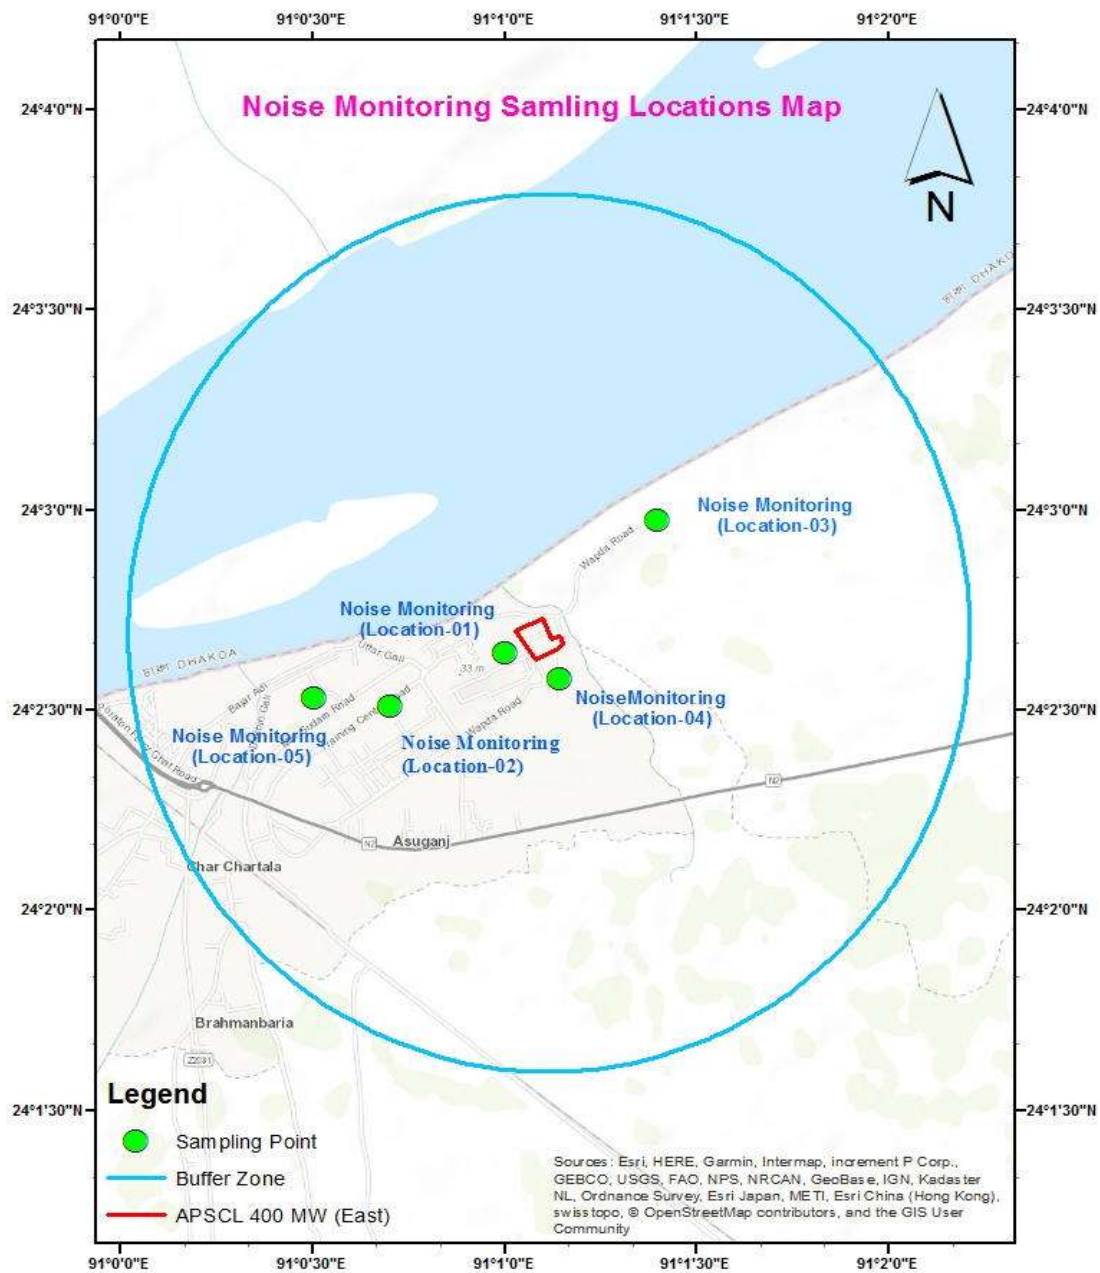 91°0'0"E 91°0'30"E 91°1'0"E 91°1'30"E 91°2'0"E
24°4'0"N
24°4'0"N
Noise Monitoring Samling Locations Map
N
DHAKO
24°3'30"N
24°3'30"N
24°3'0"N
24°3'0"N
Noise Monitoring
(Location-03)
Wapda Road
Noise Monitoring
(Location-01)
ঢাকা DHAKOA
Uttar Gali
33 m
24°2'30"N
24°2'30"N
NoiseMonitoring
(Location-04)
Wapda Road
Noise Monitoring
(Location-05)
Noise Monitoring
(Location-02)
N2
N2
Asuganj
Char Chartala
24°2'0"N
24°2'0"N
Brahmanbaria
Z2031
24°1'30"N
24°1'30"N
Legend
Sampling Point
Buffer Zone
APSCL 400 MW (East)
Sources: Esri, HERE, Garmin, Intermap, increment P Corp.,
GEBCO, USGS, FAO, NPS, NRCAN, GeoBase, IGN, Kadaster
NL, Ordnance Survey, Esri Japan, METI, Esri China (Hong Kong),
swisstopo, © OpenStreetMap contributors, and the GIS User
Community
91°0'0"E 91°0'30"E 91°1'0"E 91°1'30"E 91°2'0"E